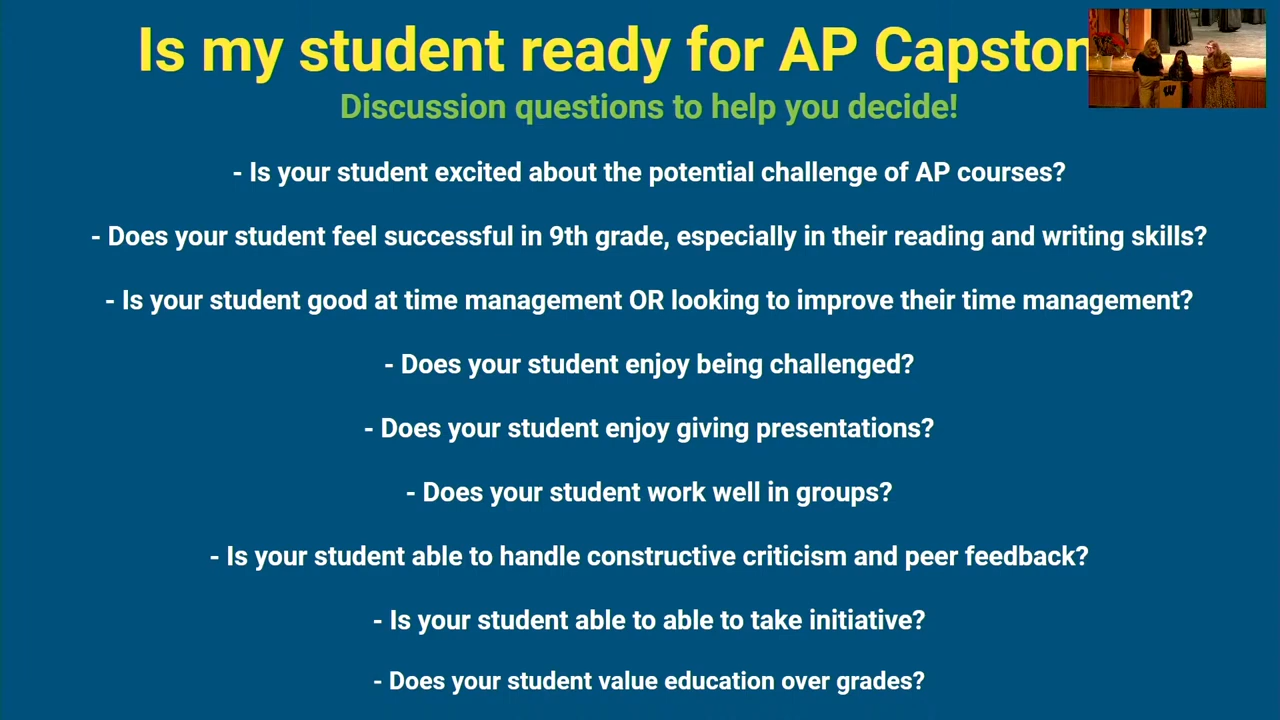 Is my student ready for AP Capston
Discussion questions to help you decide!
- Is your student excited about the potential challenge of AP courses?
- Does your student feel successful in 9th grade, especially in their reading and writing skills?
- Is your student good at time management OR looking to improve their time management?
- Does your student enjoy being challenged?
- Does your student enjoy giving presentations?
- Does your student work well in groups?
- Is your student able to handle constructive criticism and peer feedback?
- Is your student able to able to take initiative?
- Does your student value education over grades?
W